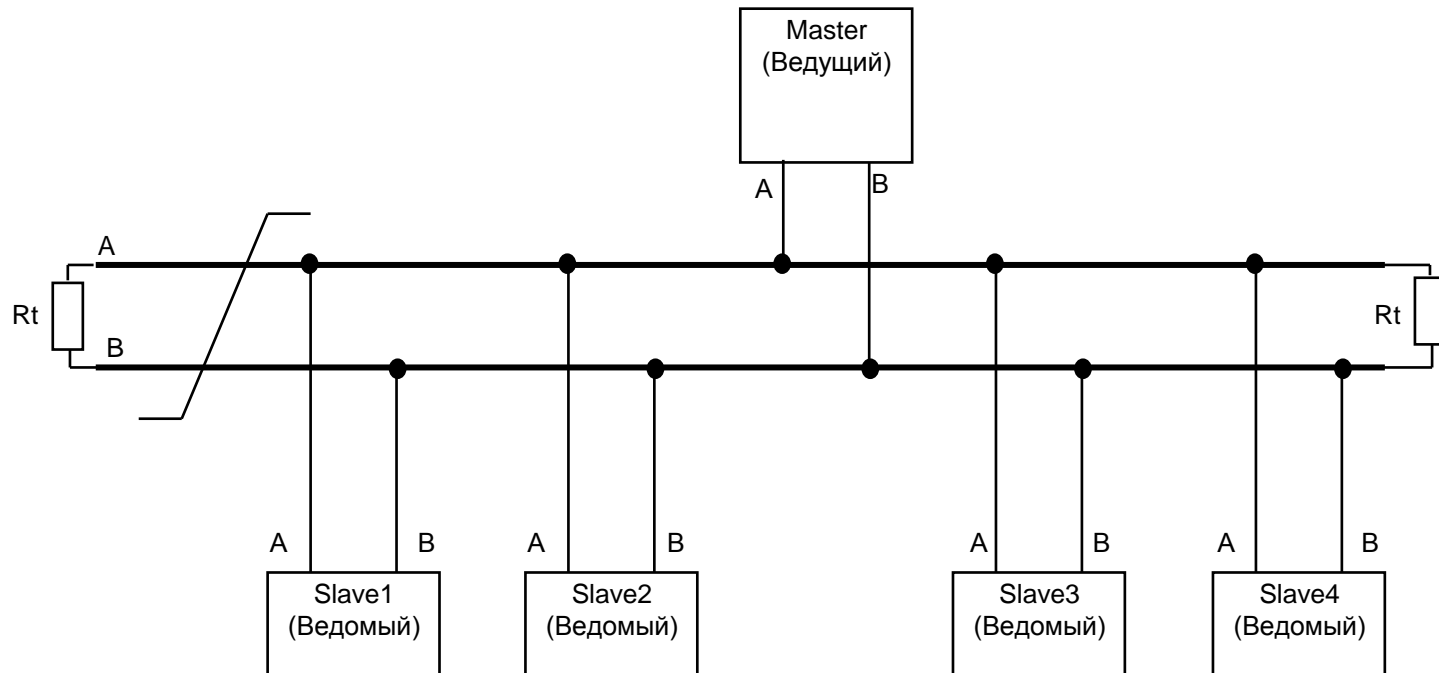 Master
(Ведущий)
A
B
A
Rt
Rt
B
A
B
A
B
A
B
A
B
Slave1
(Ведомый)
Slave2
(Ведомый)
Slave3
(Ведомый)
Slave4
(Ведомый)